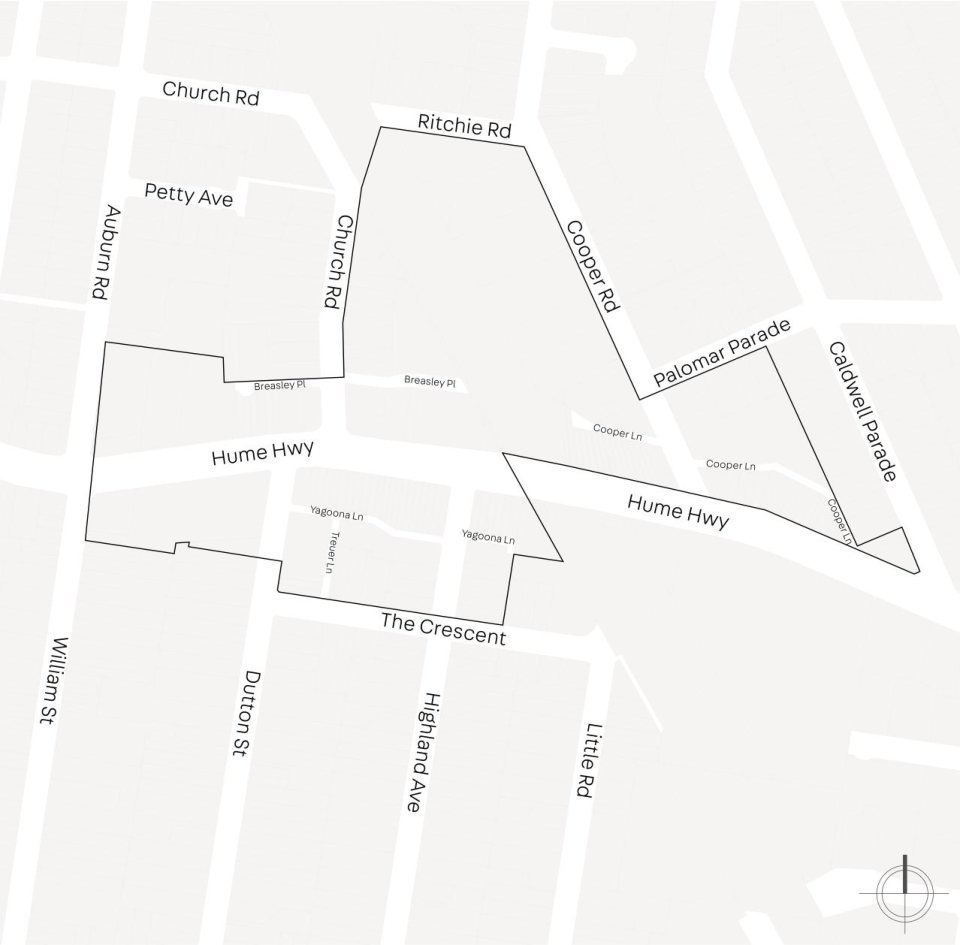 Church Rd
Ritchie Rd
Petty Ave
Auburn Rd
Church Rd
Cooper Rd
Palomar Parade
Caldwell Parade
Breasley Pl
Breasley Pl
Cooper Ln
Hume Hwy
Cooper Ln
Cooper Ln
Hume Hwy
Yagoona Ln
Treuer Ln
Yagoona Ln
The Crescent
William St
Dutton St
Highland Ave
Little Rd